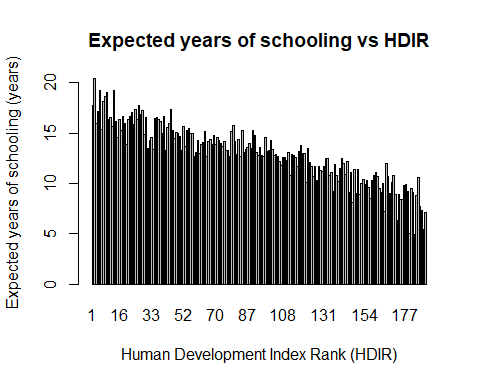 Expected years of schooling vs HDIR
Expected years of schooling (years)
20
15
10
5
0
1 16 33 52 70 87 108 131 154 177
Human Development Index Rank (HDIR)